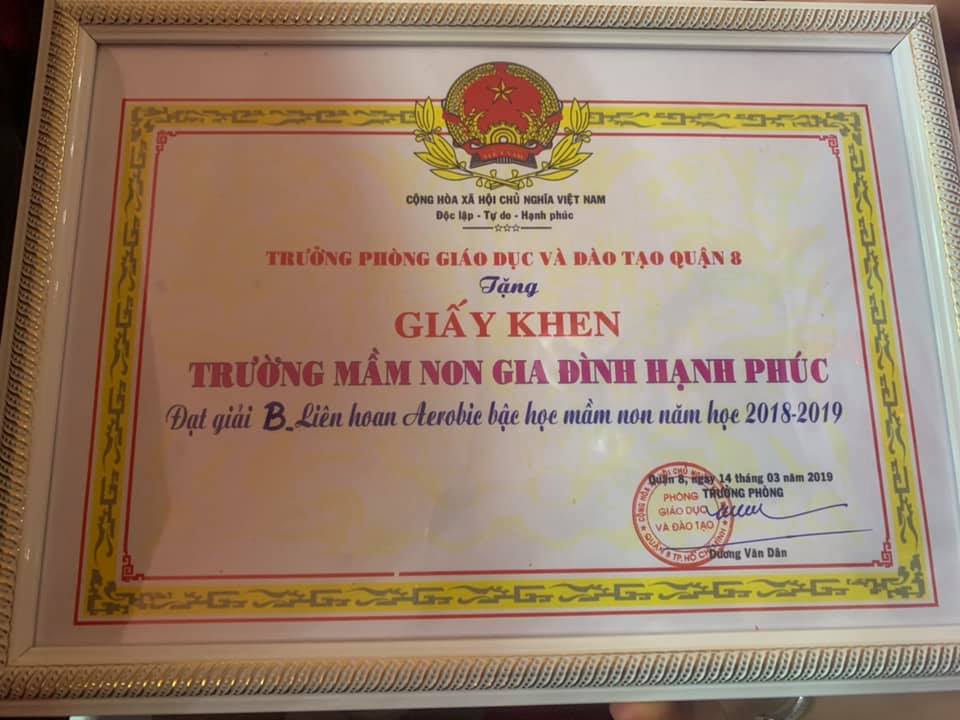 VIỆT NAM
CỘNG HÒA XÃ HỘI CHỦ NGHĨA VIỆT NAM
Độc lập - Tự do - Hạnh phúc
TRƯỞNG PHÒNG GIÁO DỤC VÀ ĐÀO TẠO QUẬN 8
Tặng
GIẤY KHEN
TRƯỜNG MẦM NON GIA ĐÌNH HẠNH PHÚC
Đạt giải B_Liên hoan Aerobic bậc học mầm non năm học 2018-2019
Quận 8, ngày 14 tháng 03 năm 2019
TRƯỞNG PHÒNG
PHÒNG
GIÁO DỤC
VÀ ĐÀO TẠO
Dương Văn Dân